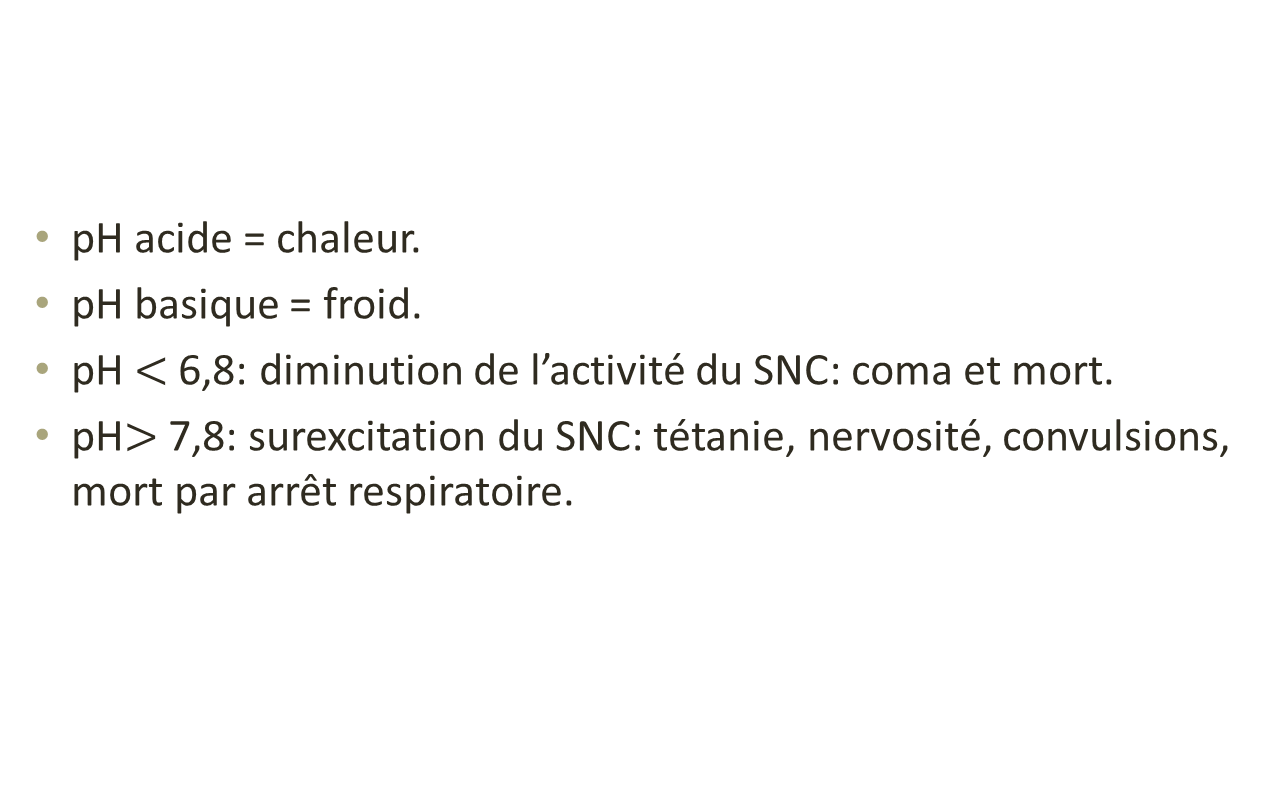 • pH acide = chaleur.
• pH basique = froid.
• pH < 6,8: diminution de l’activité du SNC: coma et mort.
• pH> 7,8: surexcitation du SNC: tétanie, nervosité, convulsions,
mort par arrêt respiratoire.